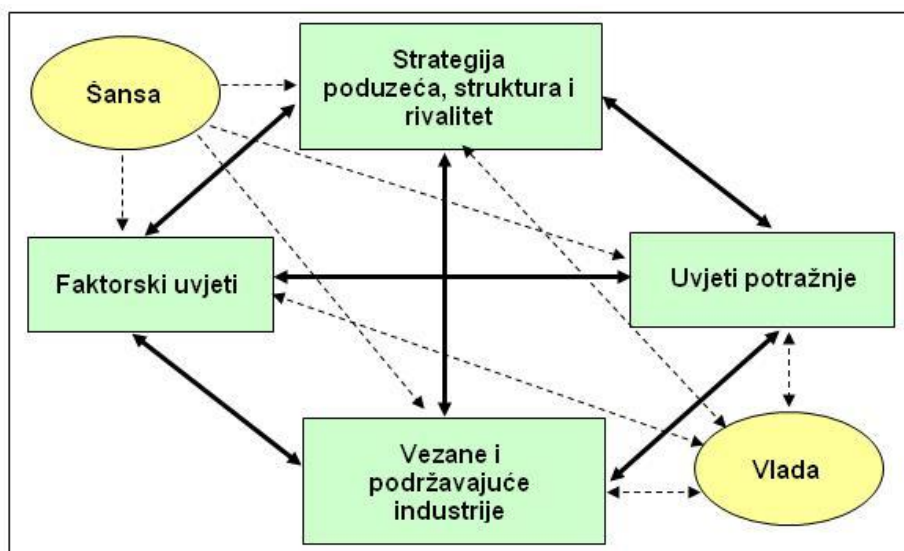 Šansa
Strategija
poduzeća, struktura i
rivalitet
Faktorski uvjeti
Uvjeti potražnje
Vezane i
podržavajuće
industrije
Vlada